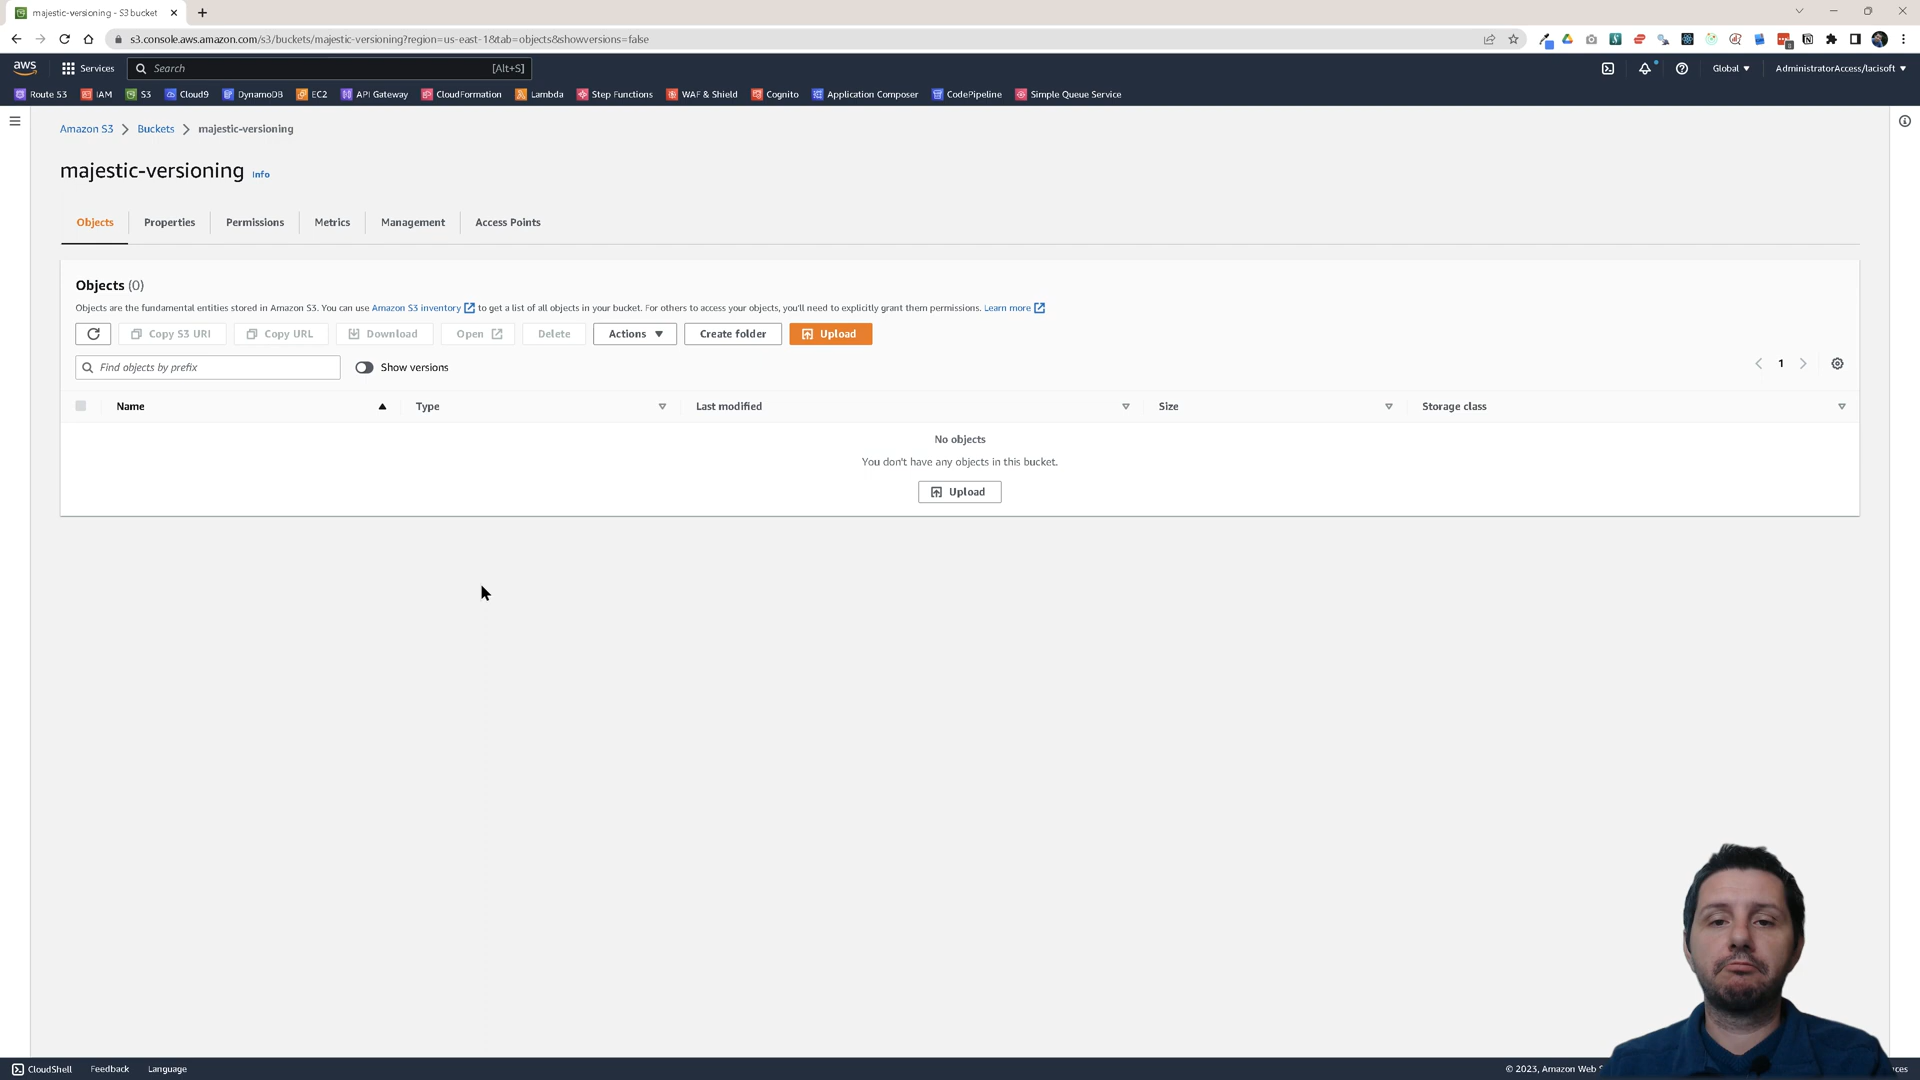 majestic-versioning - S3 bucket
s3.console.aws.amazon.com/s3/buckets/majestic-versioning?region=us-east-1&tab=objects&showversions=false
aws Services Search [Alt+S] Global AdministratorAccess/lacisoft
Route 53 IAM S3 Cloud9 DynamoDB EC2 API Gateway CloudFormation Lambda Step Functions WAF & Shield Cognito Application Composer CodePipeline Simple Queue Service
Amazon S3 Buckets majestic-versioning
majestic-versioning Info
Objects Properties Permissions Metrics Management Access Points
Objects (0)
Objects are the fundamental entities stored in Amazon S3. You can use Amazon S3 inventory to get a list of all objects in your bucket. For others to access your objects, you'll need to explicitly grant them permissions. Learn more
Copy S3 URI Copy URL Download Open Delete Actions Create folder Upload
Find objects by prefix Show versions 1
Name Type Last modified Size Storage class
No objects
You don't have any objects in this bucket.
Upload
CloudShell Feedback Language © 2023, Amazon Web